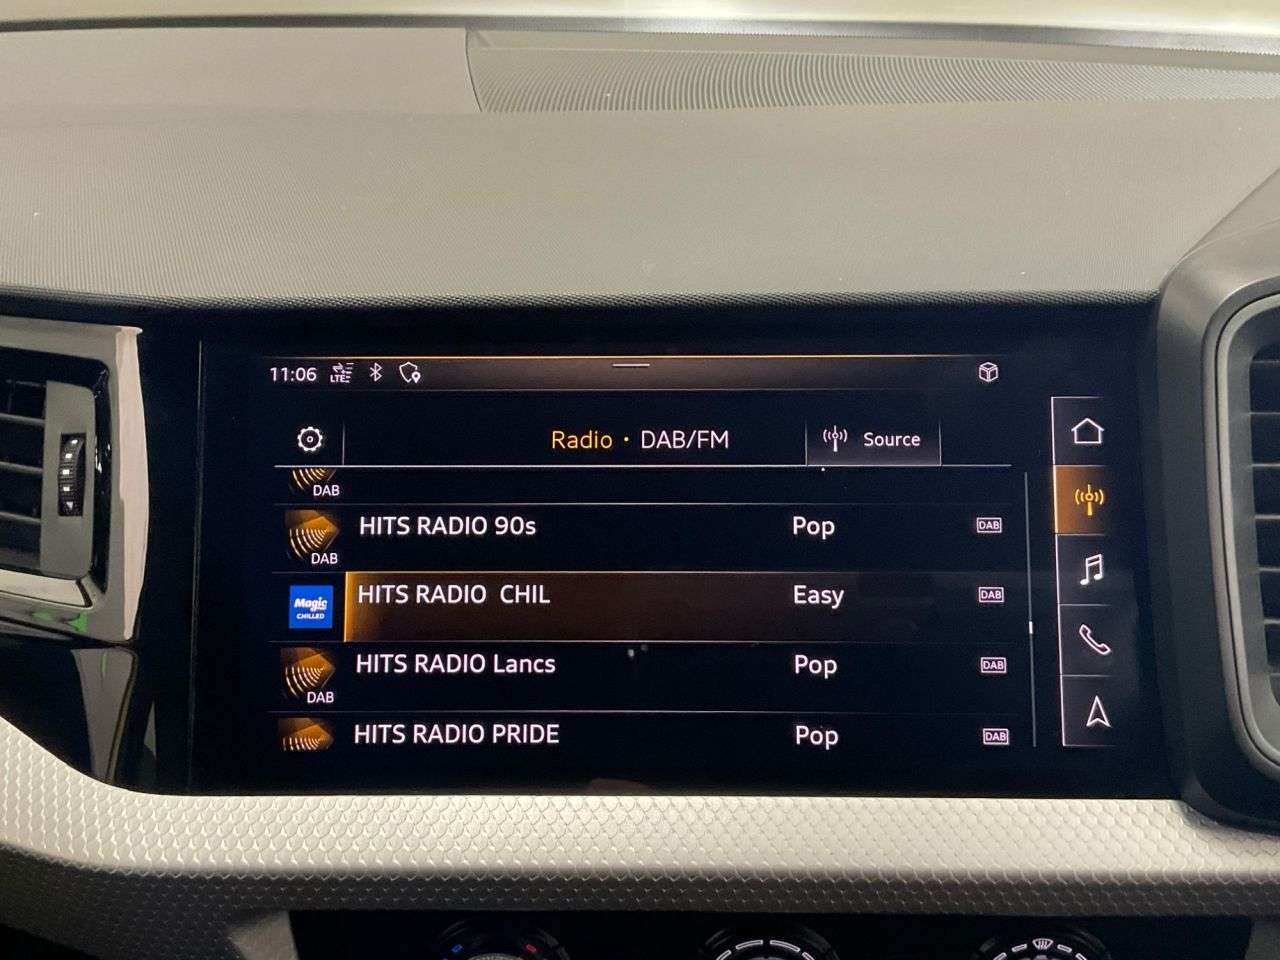 11:06 LTE
Radio · DAB/FM Source
DAB
HITS RADIO 90s Pop DAB
DAB
Magic CHILLED HITS RADIO  CHIL Easy DAB
HITS RADIO Lancs Pop DAB
DAB
HITS RADIO PRIDE Pop DAB